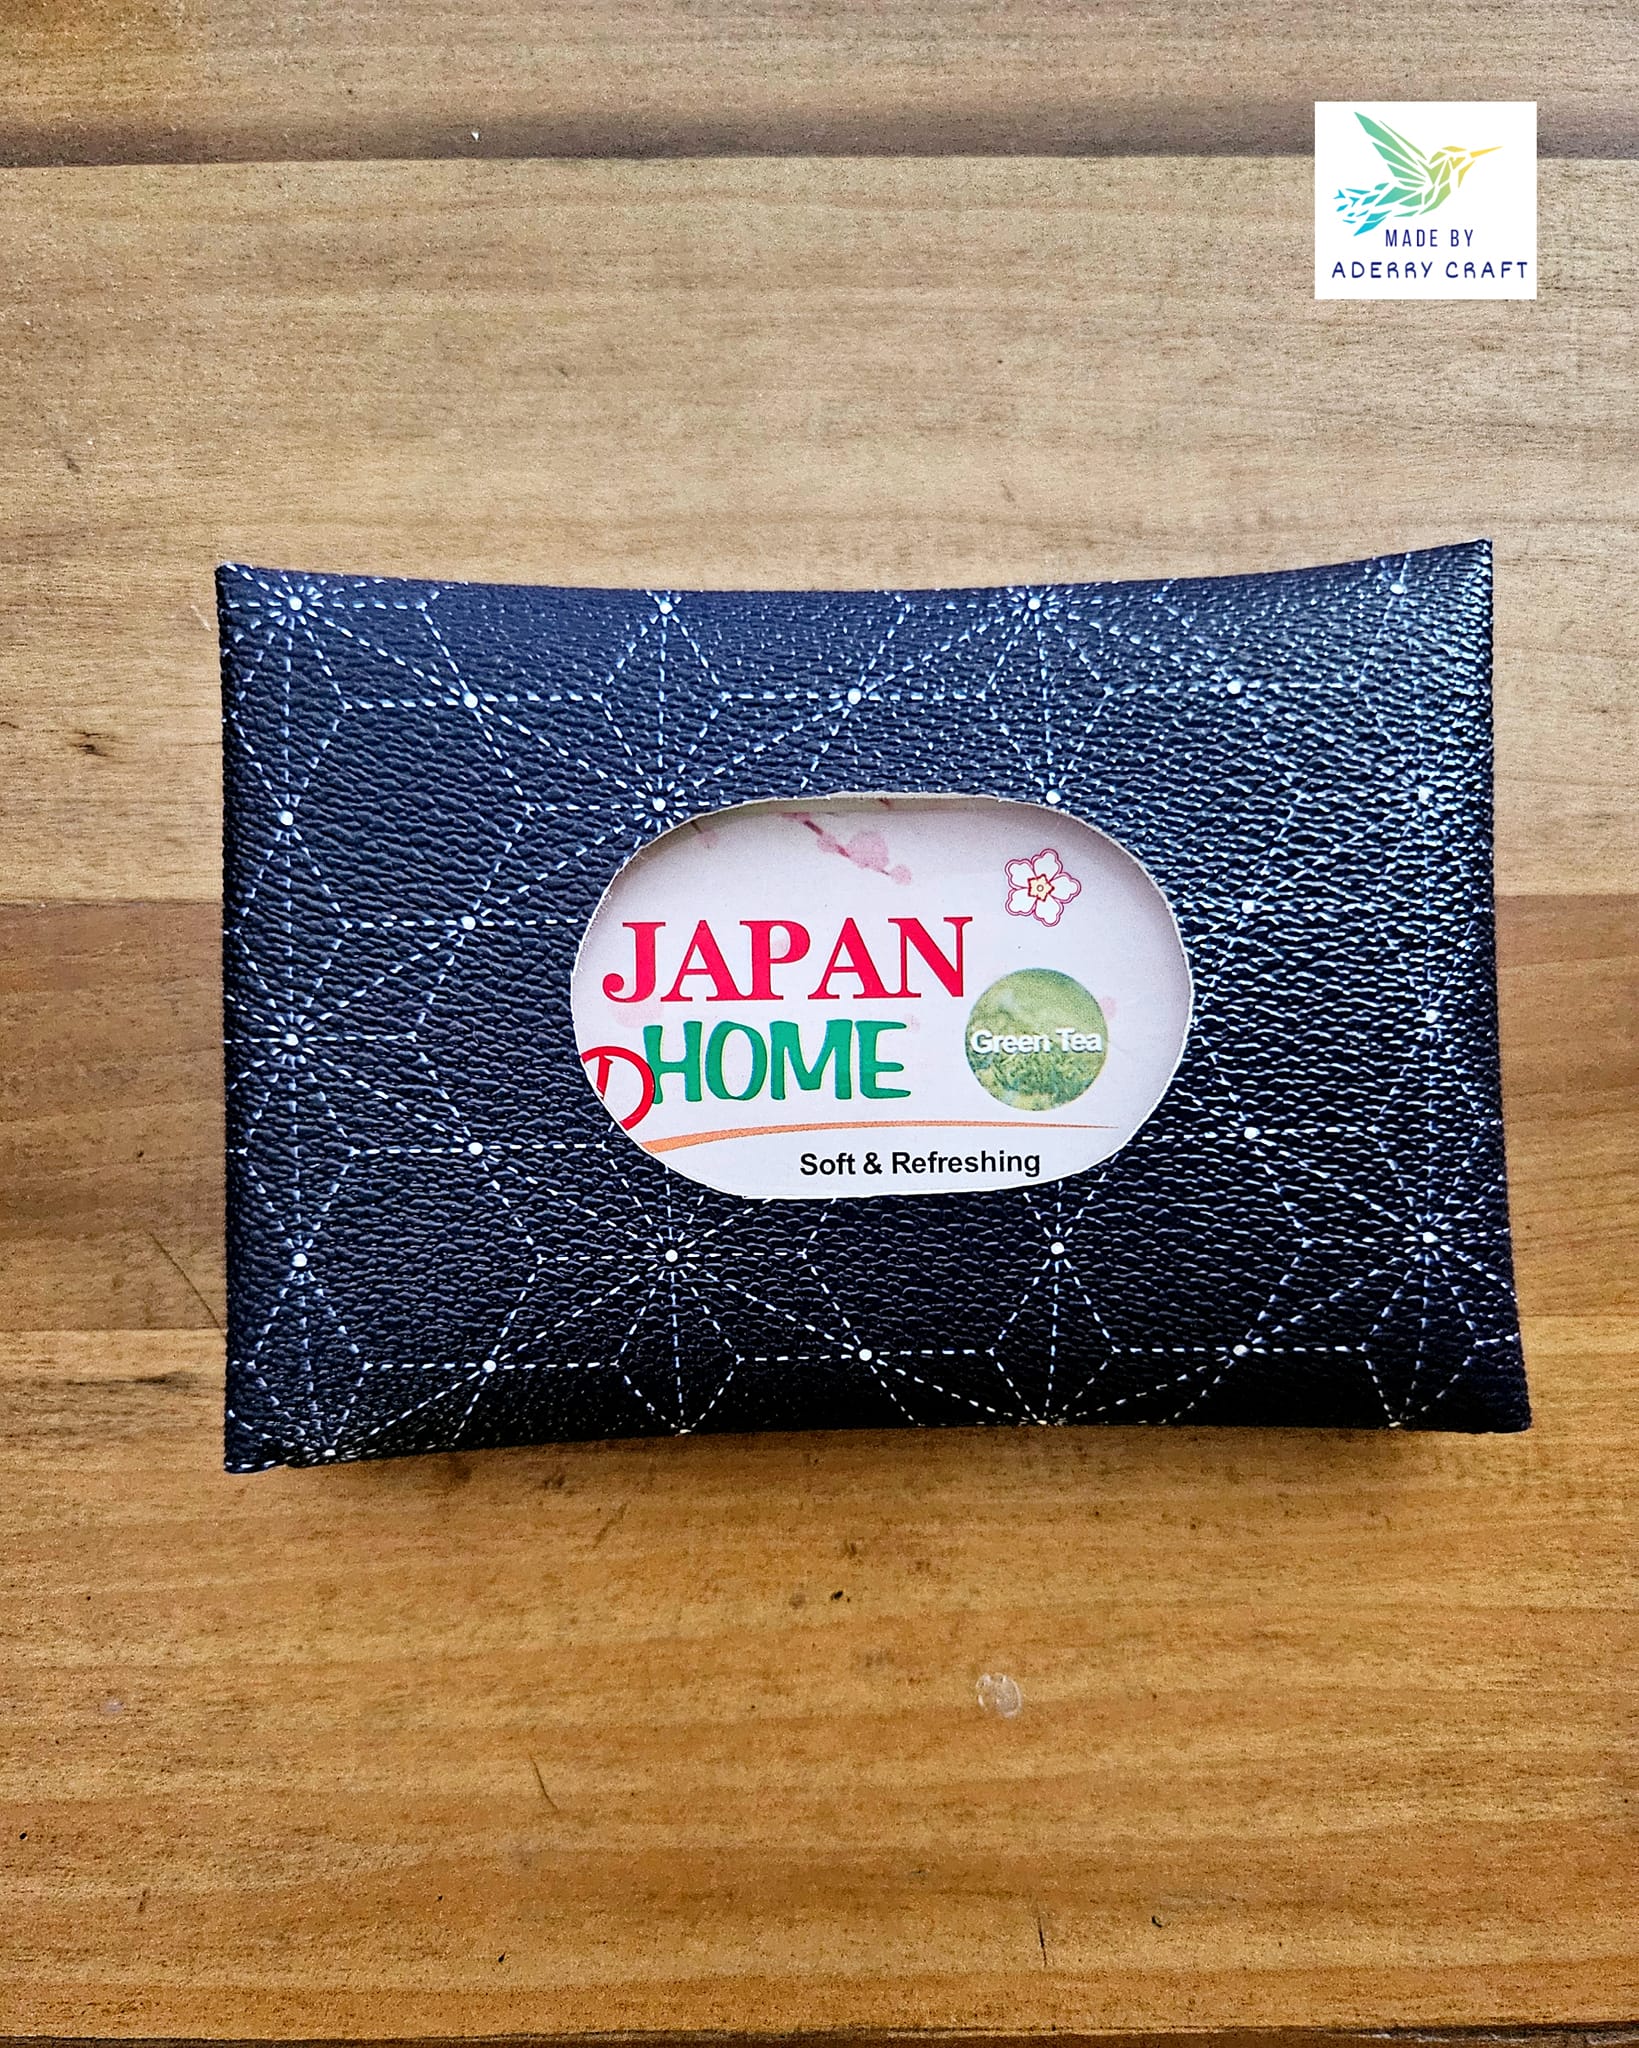 MADE BY
ADERRY CRAFT
JAPAN
HOME
Green Tea
Soft & Refreshing